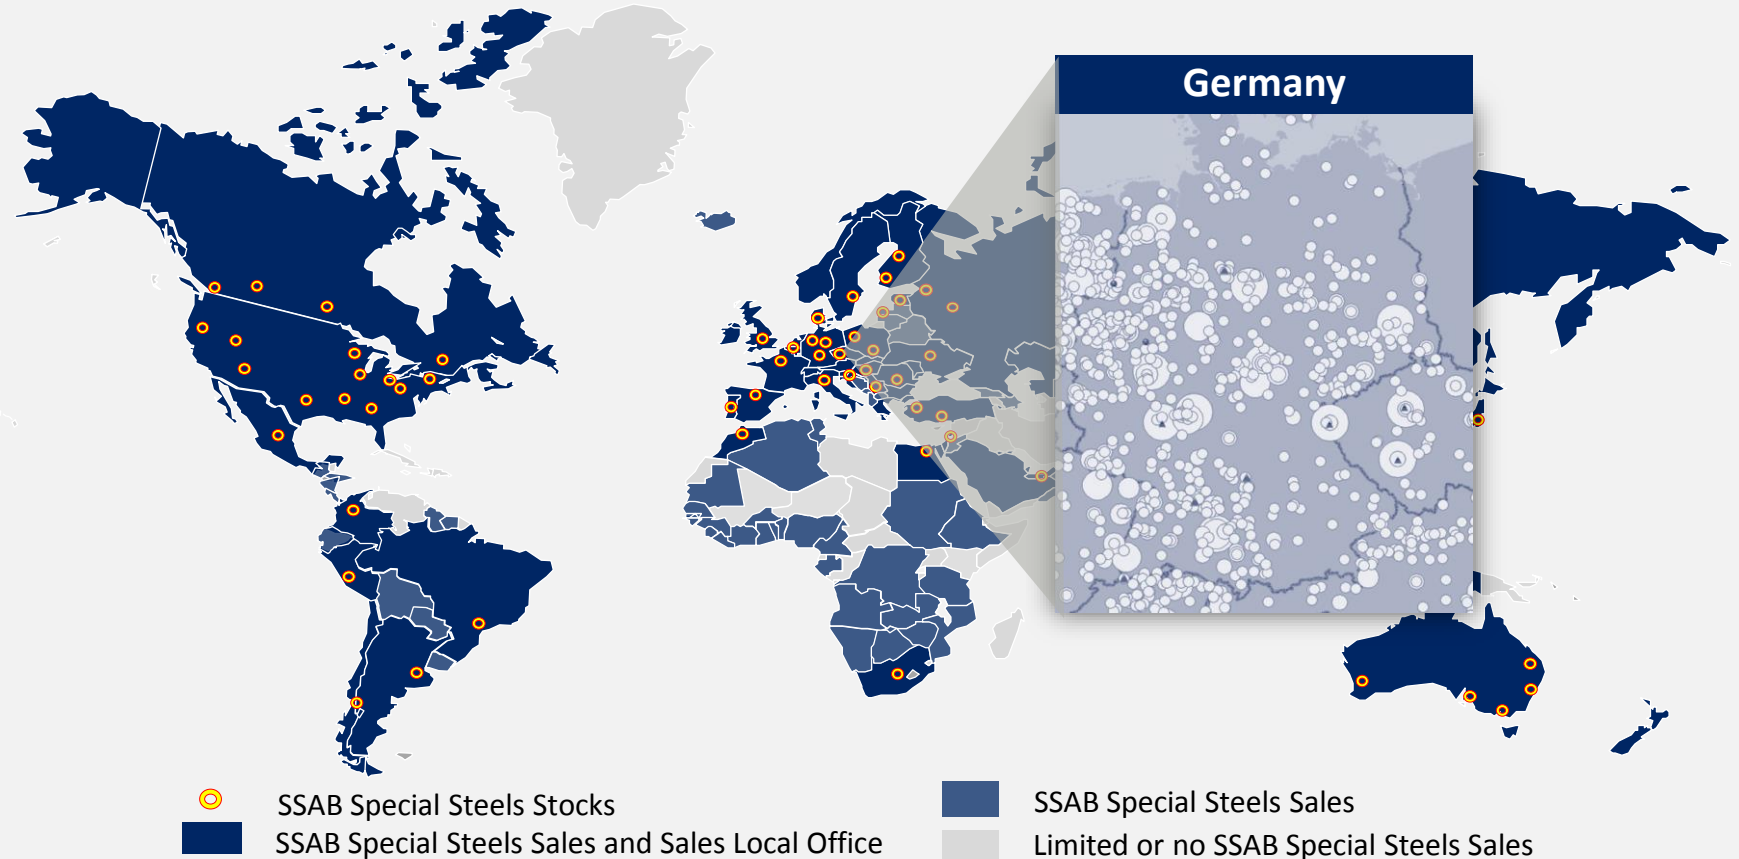 Germany
SSAB Special Steels Stocks
SSAB Special Steels Sales and Sales Local Office
SSAB Special Steels Sales
Limited or no SSAB Special Steels Sales